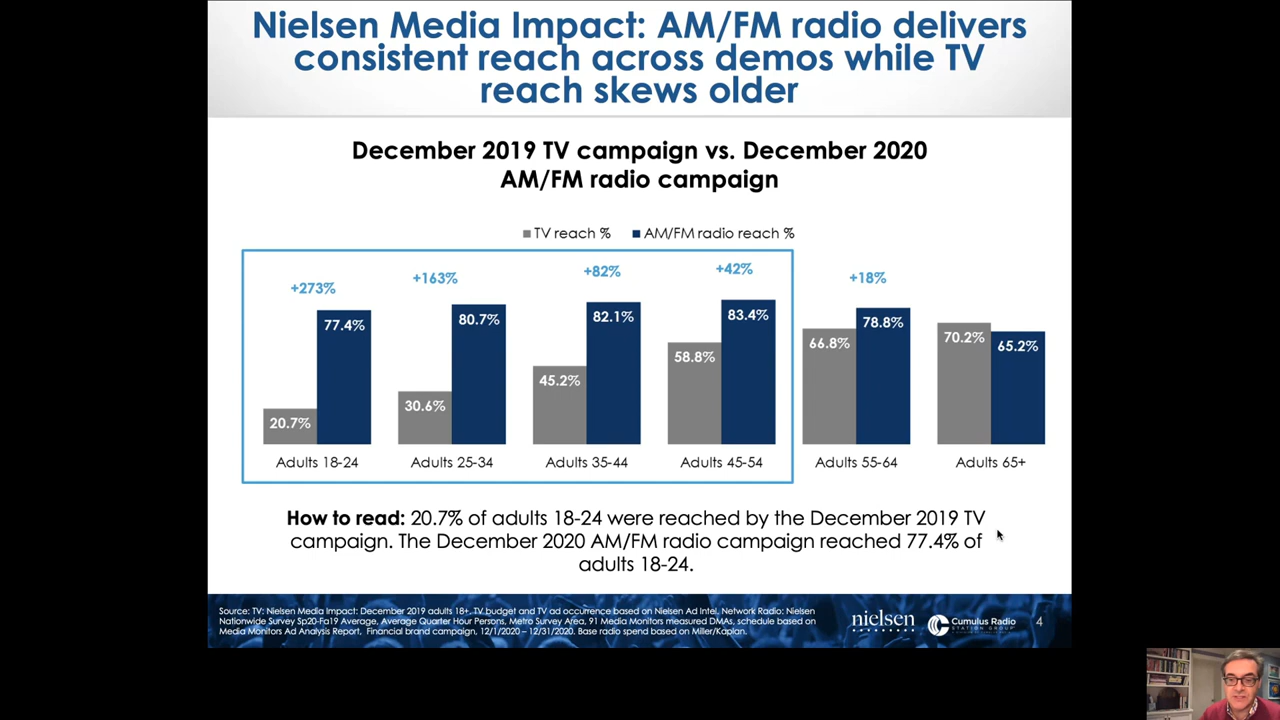 Nielsen Media Impact: AM/FM radio delivers
consistent reach across demos while TV
reach skews older
December 2019 TV campaign vs. December 2020
AM/FM radio campaign
TV reach % AM/FM radio reach %
+273% +163% +82% +42% +18%
77.4% 80.7% 82.1% 83.4% 78.8%
20.7% 30.6% 45.2% 58.8% 66.8% 70.2% 65.2%
Adults 18-24 Adults 25-34 Adults 35-44 Adults 45-54 Adults 55-64 Adults 65+
How to read: 20.7% of adults 18-24 were reached by the December 2019 TV
campaign. The December 2020 AM/FM radio campaign reached 77.4% of
adults 18-24.
Source: TV: Nielsen Media Impact: December 2019 adults 18+, TV budget and TV ad occurrence based on Nielsen Ad Intel. Network Radio: Nielsen
Nationwide Survey Sp20-Fa19 Average, Average Quarter Hour Persons, Metro Survey Area, 91 Media Monitors measured DMAs, schedule based on
Media Monitors Ad Analysis Report, Financial brand campaign, 12/1/2020 – 12/31/2020. Base radio spend based on Miller/Kaplan.
nielsen
Cumulus Radio
STATION GROUP
4